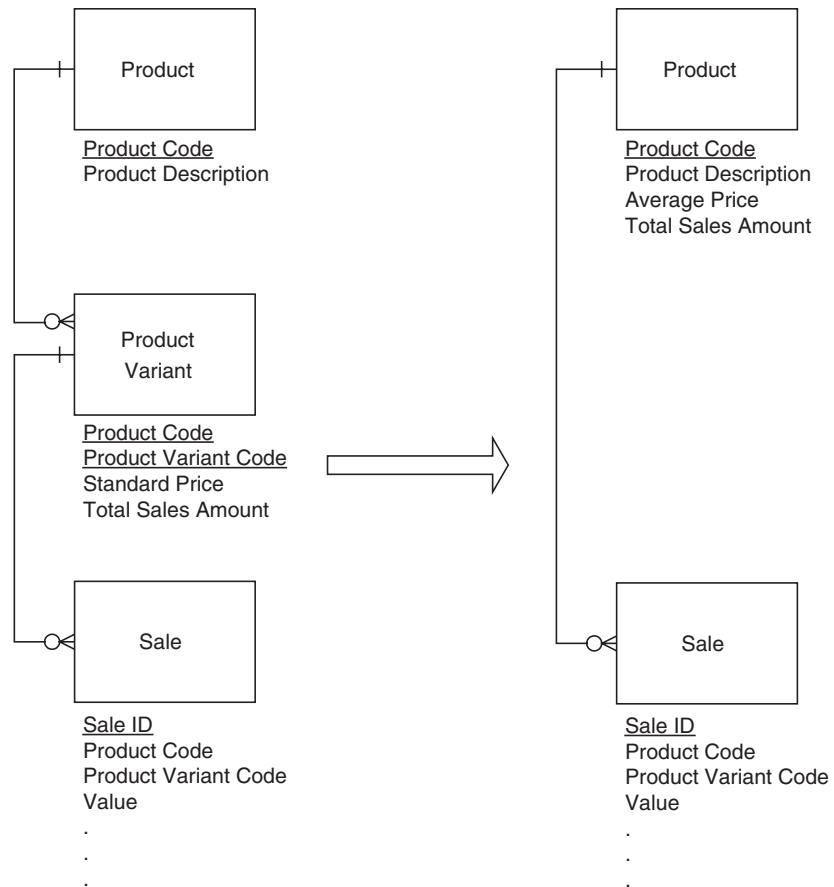 Product
Product Code
Product Description
Product
Variant
Product Code
Product Variant Code
Standard Price
Total Sales Amount
Sale
Sale ID
Product Code
Product Variant Code
Value
.
.
.
Product
Product Code
Product Description
Average Price
Total Sales Amount
Sale
Sale ID
Product Code
Product Variant Code
Value
.
.
.